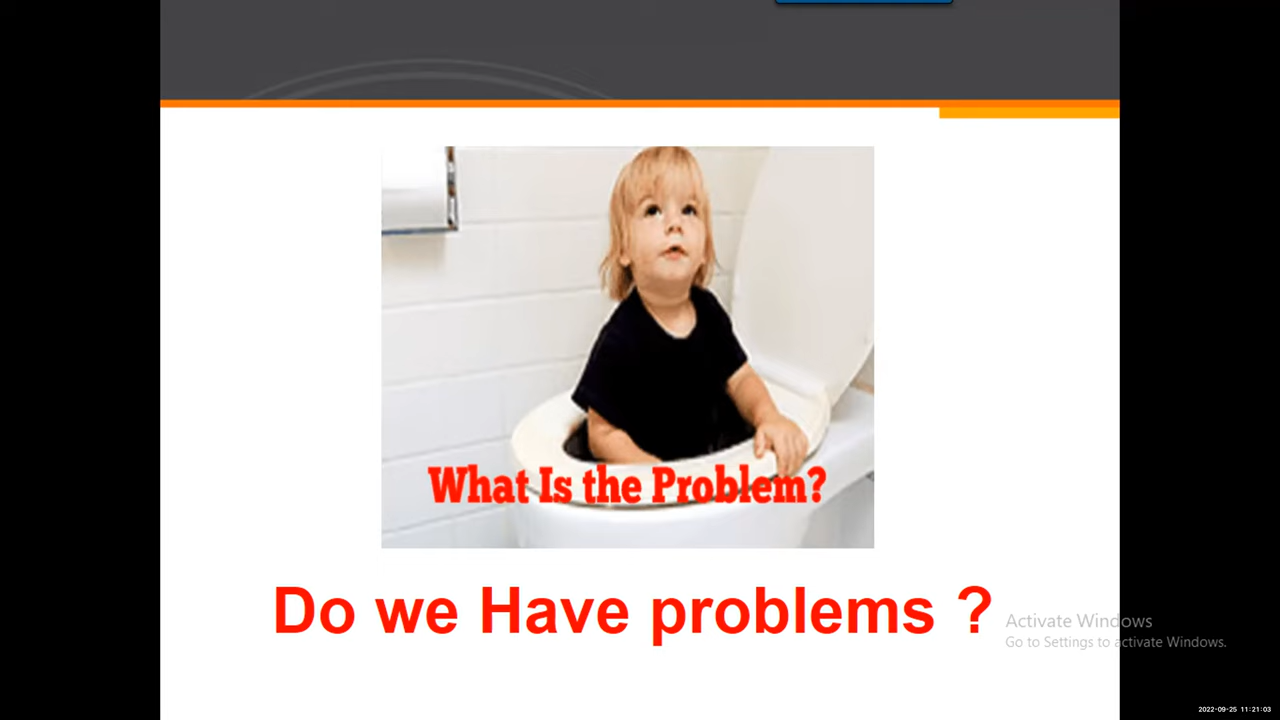 What Is the Problem?
Do we Have problems ?
Activate Windows
Go to Settings to activate Windows.
2022-09-25 11:21:03